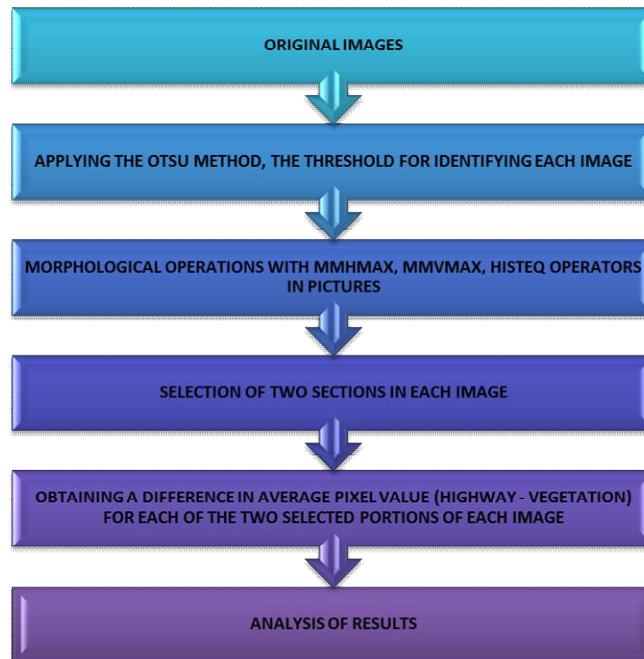 ORIGINAL IMAGES
APPLYING THE OTSU METHOD, THE THRESHOLD FOR IDENTIFYING EACH IMAGE
MORPHOLOGICAL OPERATIONS WITH MMHMAX, MMVMAX, HISTEQ OPERATORS
IN PICTURES
SELECTION OF TWO SECTIONS IN EACH IMAGE
OBTAINING A DIFFERENCE IN AVERAGE PIXEL VALUE (HIGHWAY - VEGETATION)
FOR EACH OF THE TWO SELECTED PORTIONS OF EACH IMAGE
ANALYSIS OF RESULTS